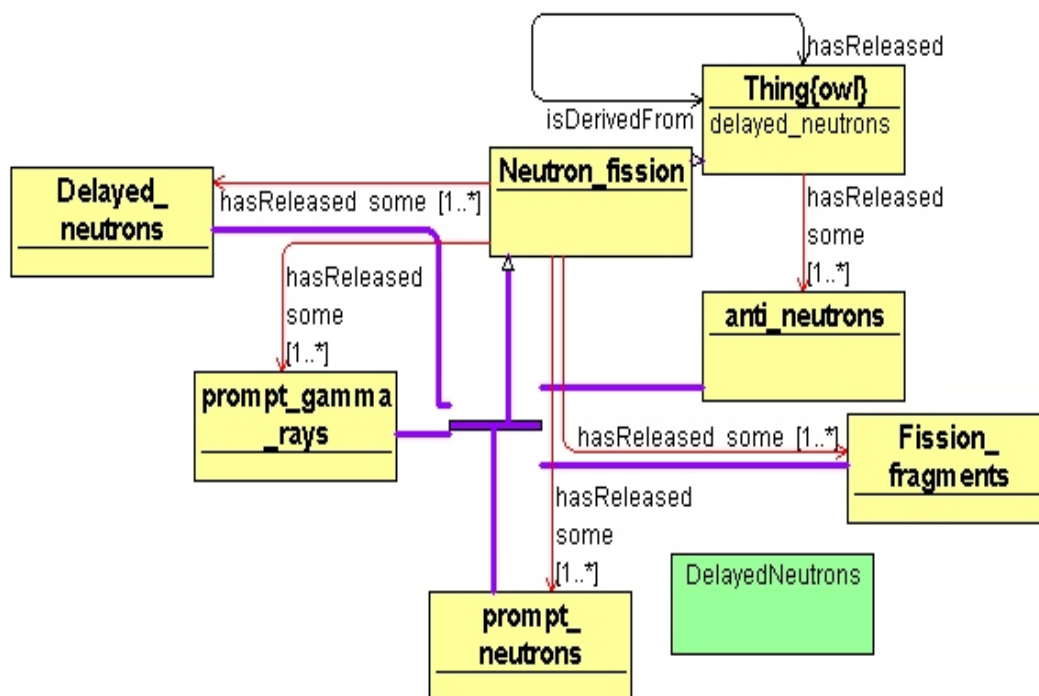 hasReleased
Thing{owl}
isDerivedFrom
delayed_neutrons
Neutron_fission
Delayed_
neutrons
hasReleased some [1..*]
hasReleased
some
[1..*]
hasReleased
some
[1..*]
anti_neutrons
prompt_gamma
_rays
hasReleased some [1..*]
Fission_
fragments
hasReleased
some
[1..*]
DelayedNeutrons
prompt_
neutrons